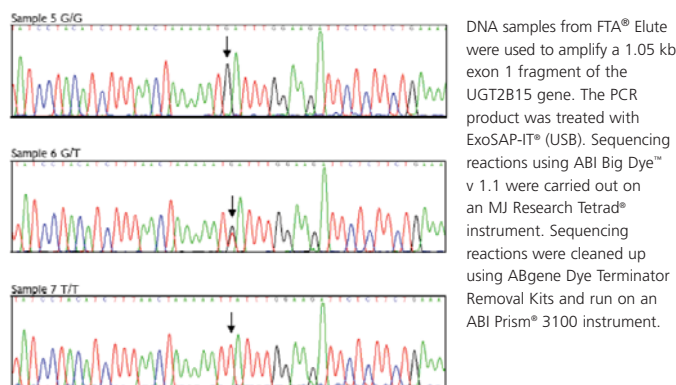 Sample 5 G/G
TATCCTACATCTTTAACTAAAAATGATTTGGAAGATTCTCTTCTGAAAA
Sample 6 G/T
Sample 7 T/T
DNA samples from FTA® Elute
were used to amplify a 1.05 kb
exon 1 fragment of the
UGT2B15 gene. The PCR
product was treated with
ExoSAP-IT® (USB). Sequencing
reactions using ABI Big Dye™
v 1.1 were carried out on
an MJ Research Tetrad®
instrument. Sequencing
reactions were cleaned up
using ABgene Dye Terminator
Removal Kits and run on an
ABI Prism® 3100 instrument.